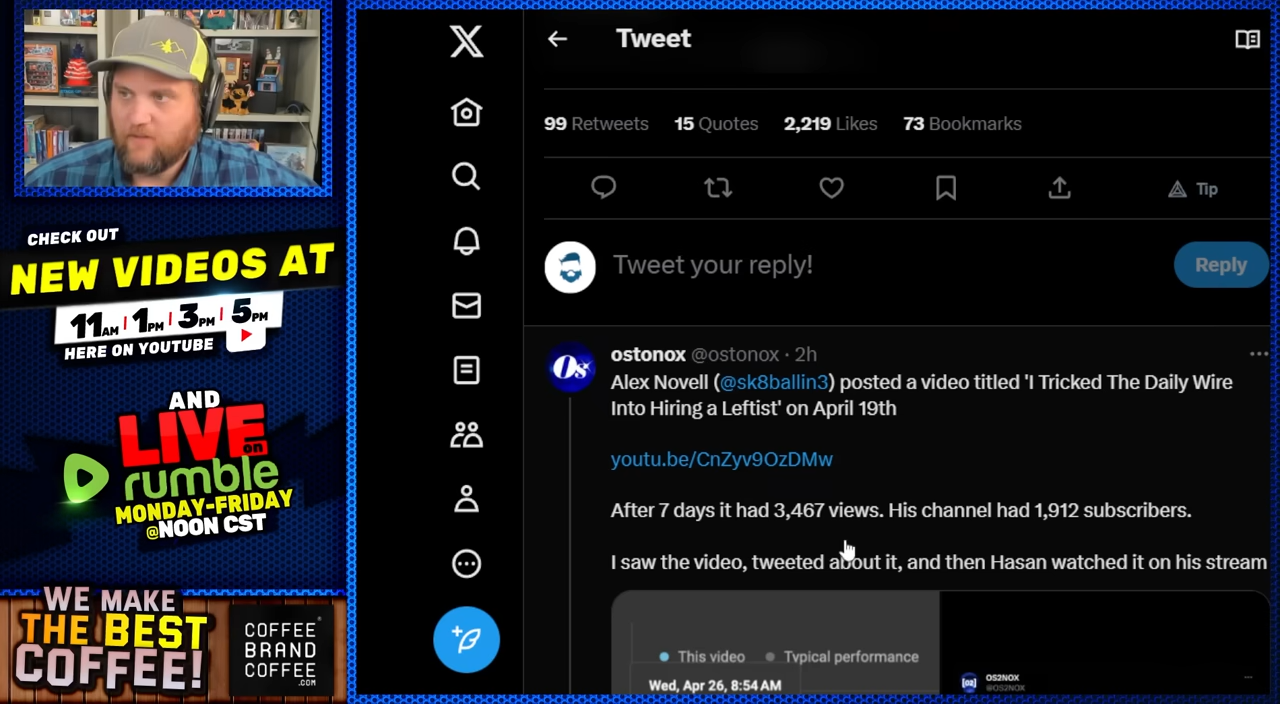 CHECK OUT
NEW VIDEOS AT
11AM | 1PM | 3PM | 5PM
HERE ON YOUTUBE
AND
LIVE on
rumble
MONDAY-FRIDAY
@NOON CST
WE MAKE
THE BEST
COFFEE!
COFFEE
BRAND
COFFEE
.COM
Tweet
99 Retweets 15 Quotes 2,219 Likes 73 Bookmarks
Tip
Tweet your reply!
Reply
Os
ostonox @ostonox · 2h
Alex Novell (@sk8ballin3) posted a video titled 'I Tricked The Daily Wire
Into Hiring a Leftist' on April 19th
youtu.be/CnZyv9OzDMw
After 7 days it had 3,467 views. His channel had 1,912 subscribers.
I saw the video, tweeted about it, and then Hasan watched it on his stream
This video Typical performance
Wed, Apr 26, 8:54 AM
OS2NOX
@OS2NOX